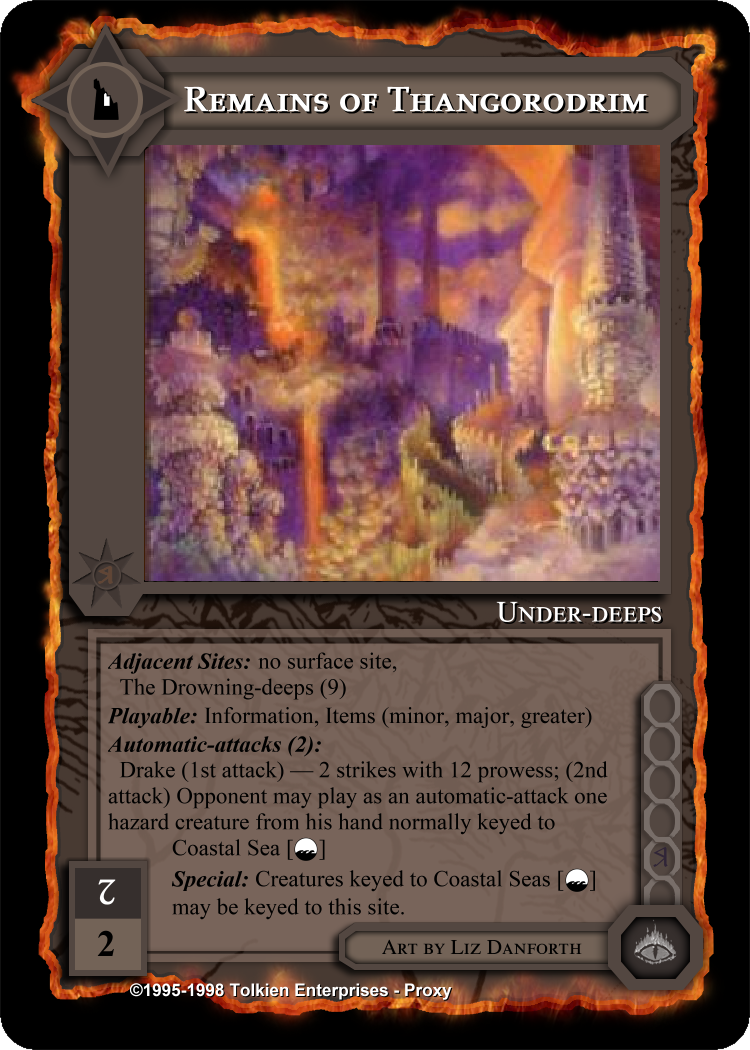 Remains of Thangorodrim
Under-deeps
Adjacent Sites: no surface site,
The Drowning-deeps (9)
Playable: Information, Items (minor, major, greater)
Automatic-attacks (2):
Drake (1st attack) — 2 strikes with 12 prowess; (2nd
attack) Opponent may play as an automatic-attack one
hazard creature from his hand normally keyed to
Coastal Sea [ ]
Special: Creatures keyed to Coastal Seas [ ]
may be keyed to this site.
2
Art by Liz Danforth
©1995-1998 Tolkien Enterprises - Proxy